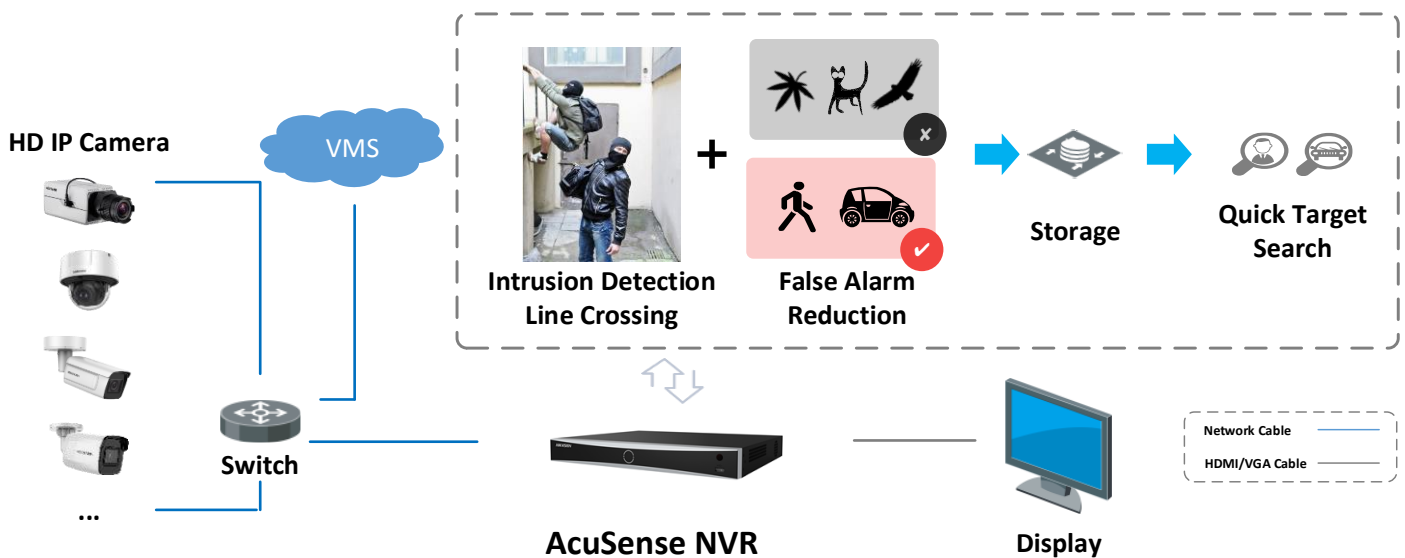 HD IP Camera
VMS
Intrusion Detection
Line Crossing
+
False Alarm
Reduction
Storage
Quick Target
Search
Switch
...
AcuSense NVR
Display
Network Cable
HDMI/VGA Cable
HIKVISION